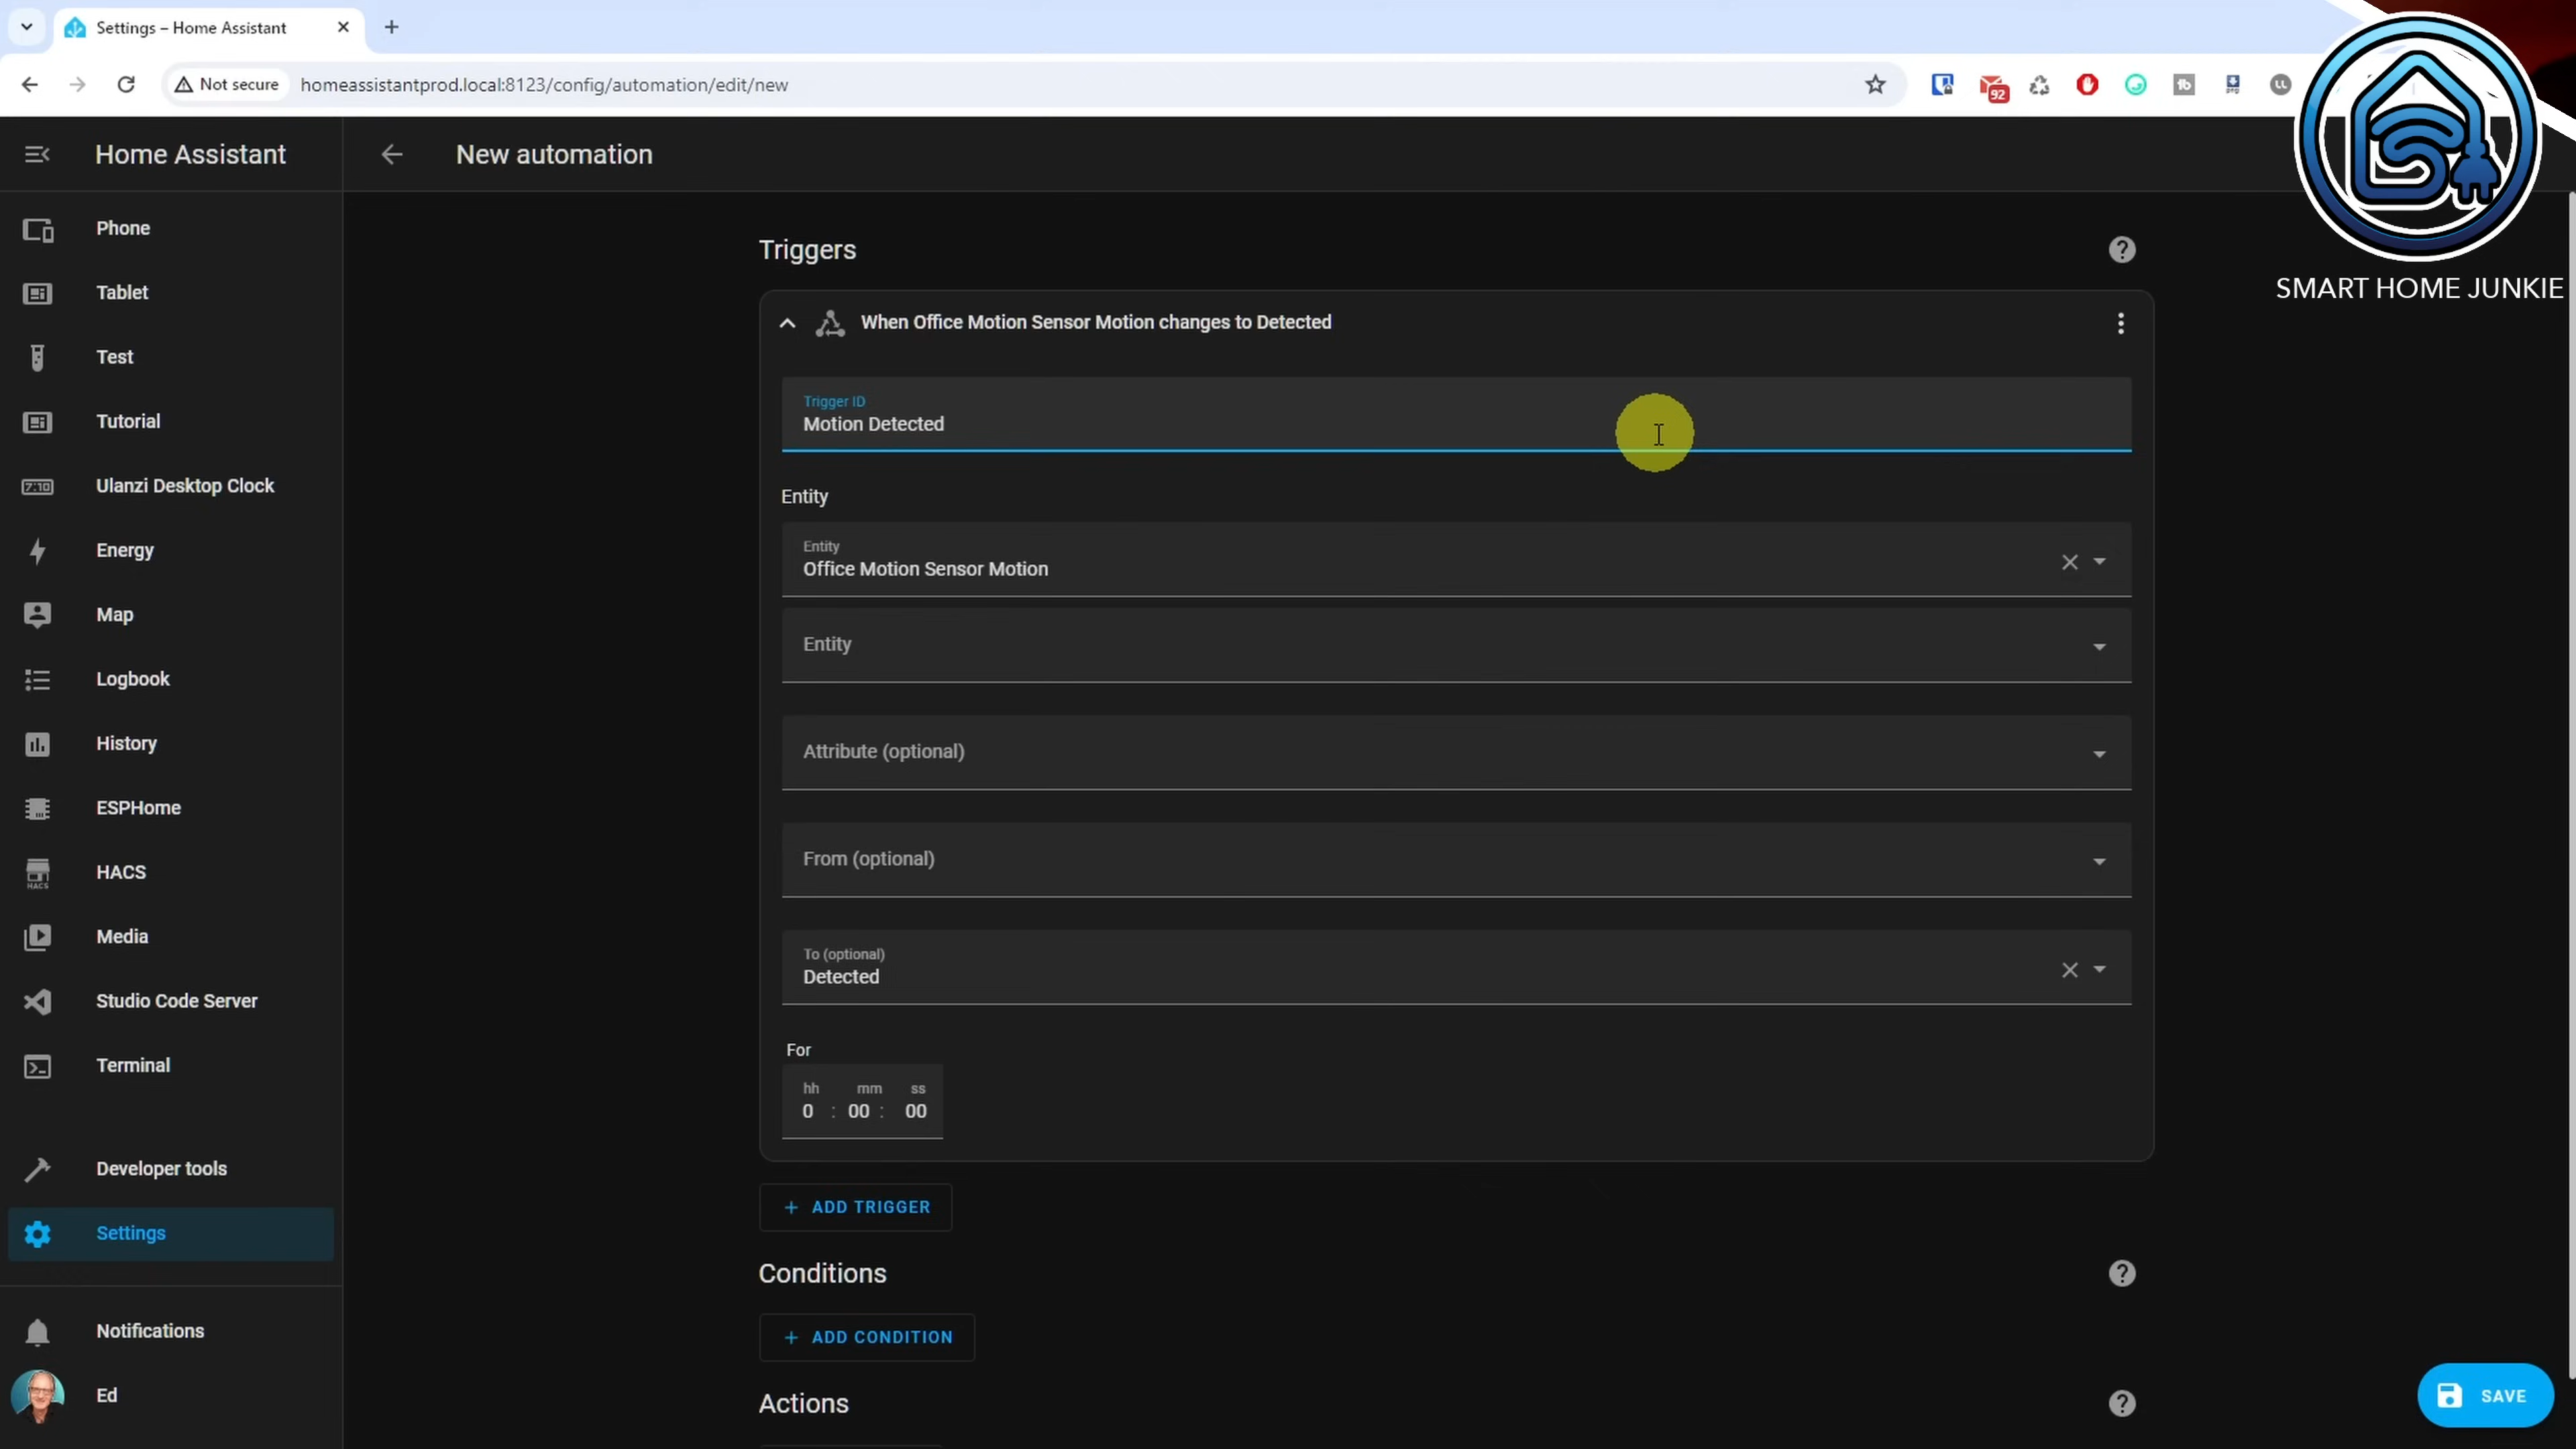 Settings – Home Assistant
Not secure
homeassistantprod.local:8123/config/automation/edit/new
92
Home Assistant
New automation
SMART HOME JUNKIE
Phone
Tablet
Test
Tutorial
7:10
Ulanzi Desktop Clock
Energy
Map
Logbook
History
ESPHome
HACS
HACS
Media
Studio Code Server
Terminal
Developer tools
Settings
Notifications
Ed
Triggers
When Office Motion Sensor Motion changes to Detected
Trigger ID
Motion Detected
Entity
Entity
Office Motion Sensor Motion
Entity
Attribute (optional)
From (optional)
To (optional)
Detected
For
hh mm ss
0 : 00 : 00
+ ADD TRIGGER
Conditions
+ ADD CONDITION
Actions
SAVE